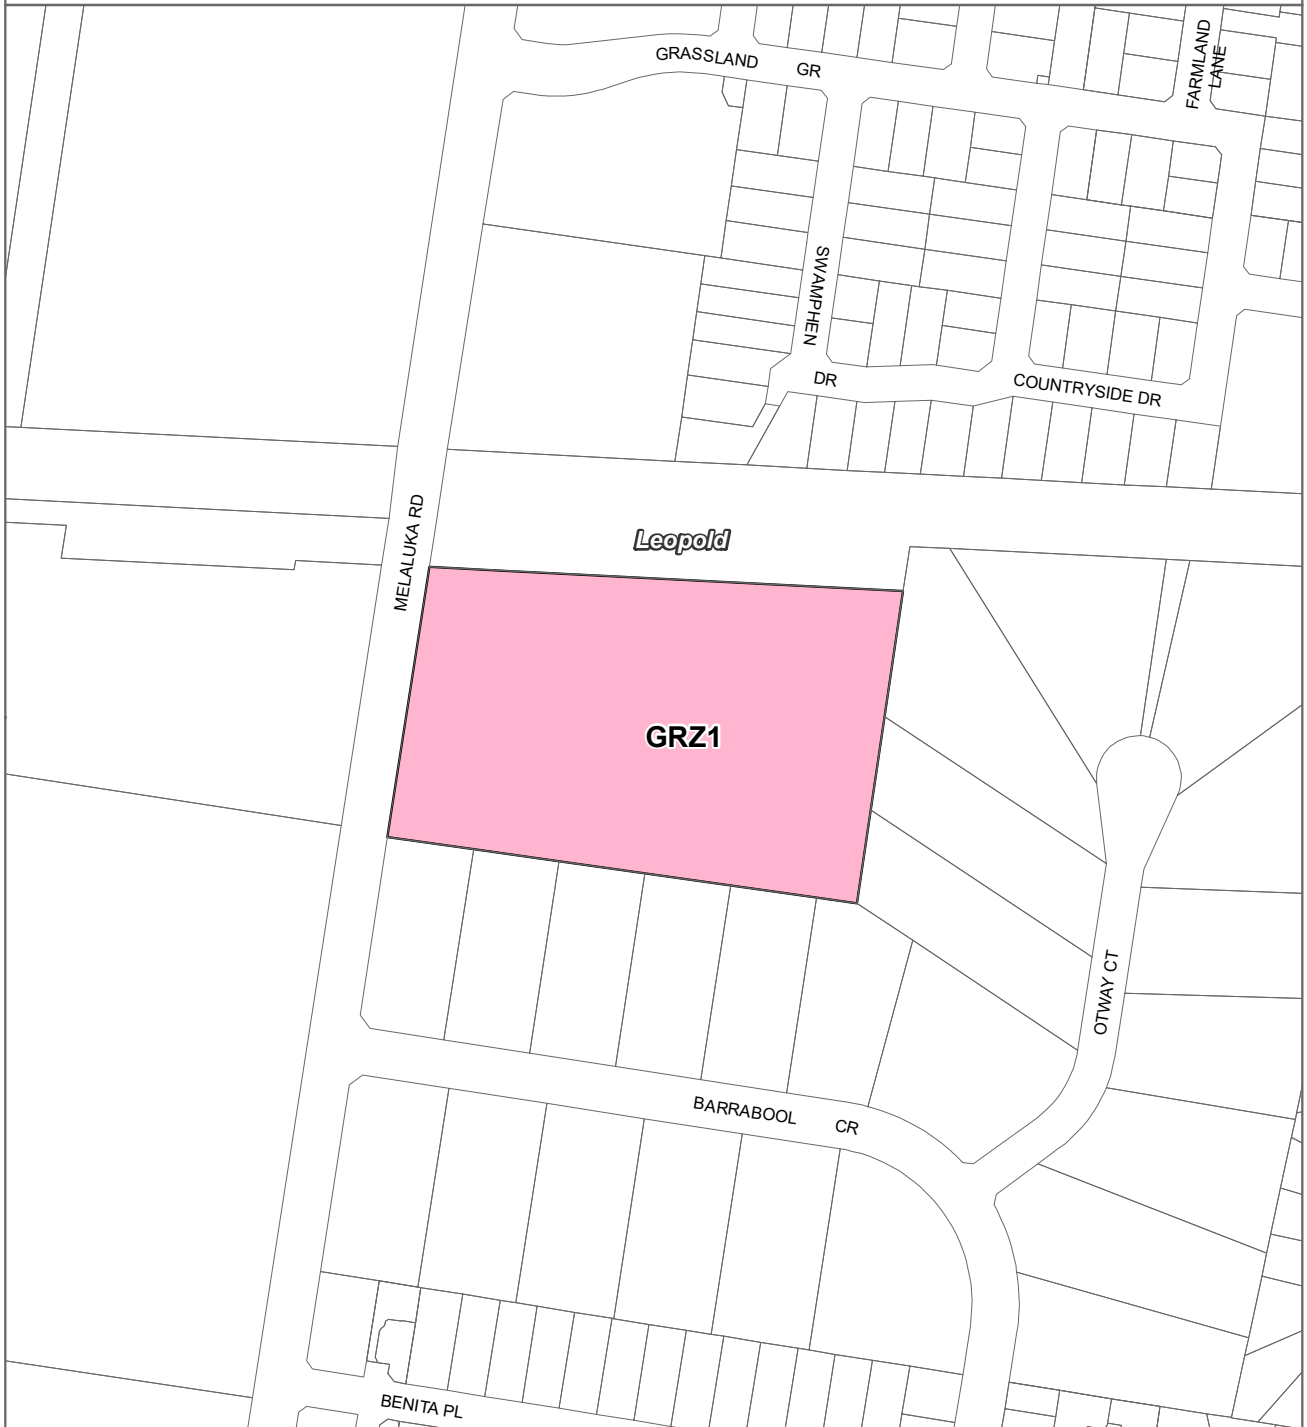 GRASSLAND GR
FARMLAND
LANE
SWAMPHEN
DR
COUNTRYSIDE DR
MELALUKA RD
Leopold
GRZ1
OTWAY CT
BARRABOOL CR
BENITA PL